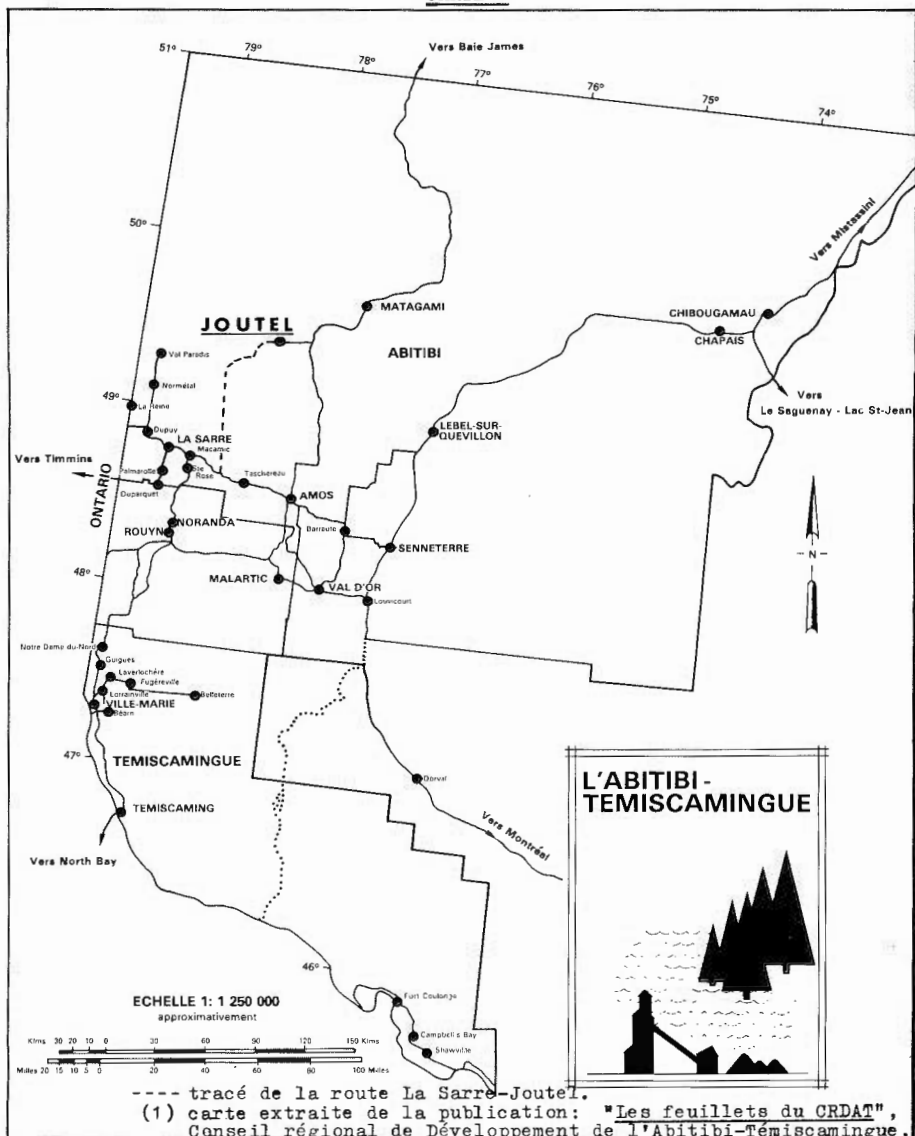 Vers Baie James
51°
79°
78°
77°
76°
75°
74°
50°
Vers Mistassini
MATAGAMI
CHIBOUGAMAU
JOUTEL
CHAPAIS
ABITIBI
Val Paradis
Normétal
49°
La Reine
Vers
Le Saguenay - Lac St-Jean
Dupuy
LEBEL-SUR-
QUEVILLON
LA SARRE
Macamic
Vers Timmins
Palmarolle
Ste
Rose
Taschereau
Duparquet
AMOS
ONTARIO
NORANDA
Barraute
ROUYN
SENNETERRE
N
48°
MALARTIC
VAL D'OR
Louvicourt
Notre Dame du-Nord
Guigues
Laverlochère
Fugèreville
Lorrainville
Belleterre
VILLE-MARIE
Béarn
47°
TEMISCAMINGUE
L'ABITIBI-
TEMISCAMINGUE
Dorval
TEMISCAMING
Vers Montréal
Vers North Bay
46°
ECHELLE 1: 1 250 000
approximativement
Fort Coulonge
Campbell's Bay
Shawville
Klms 30 20 10 0 30 60 90 120 150 Klms
Milles 20 15 10 5 0 20 40 60 80 100 Milles
---- tracé de la route La Sarre-Joutel.
(1) carte extraite de la publication: "Les feuillets du CRDAT",
Conseil régional de Développement de l'Abitibi-Témiscamingue.